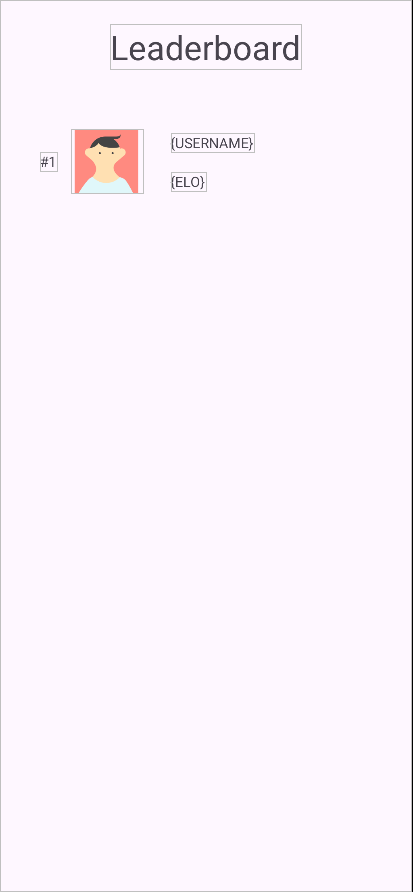 Leaderboard
{USERNAME}
#1
{ELO}